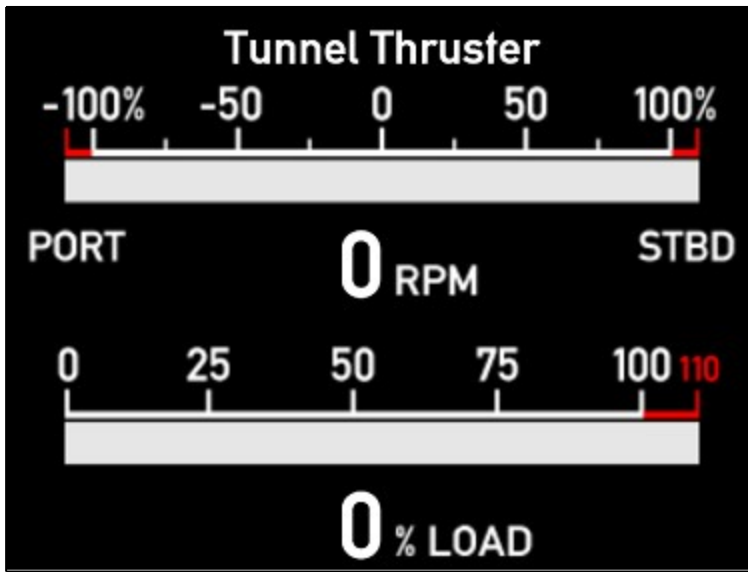 Tunnel Thruster
-100% -50 0 50 100%
PORT 0 RPM STBD
0 25 50 75 100 110
0 % LOAD